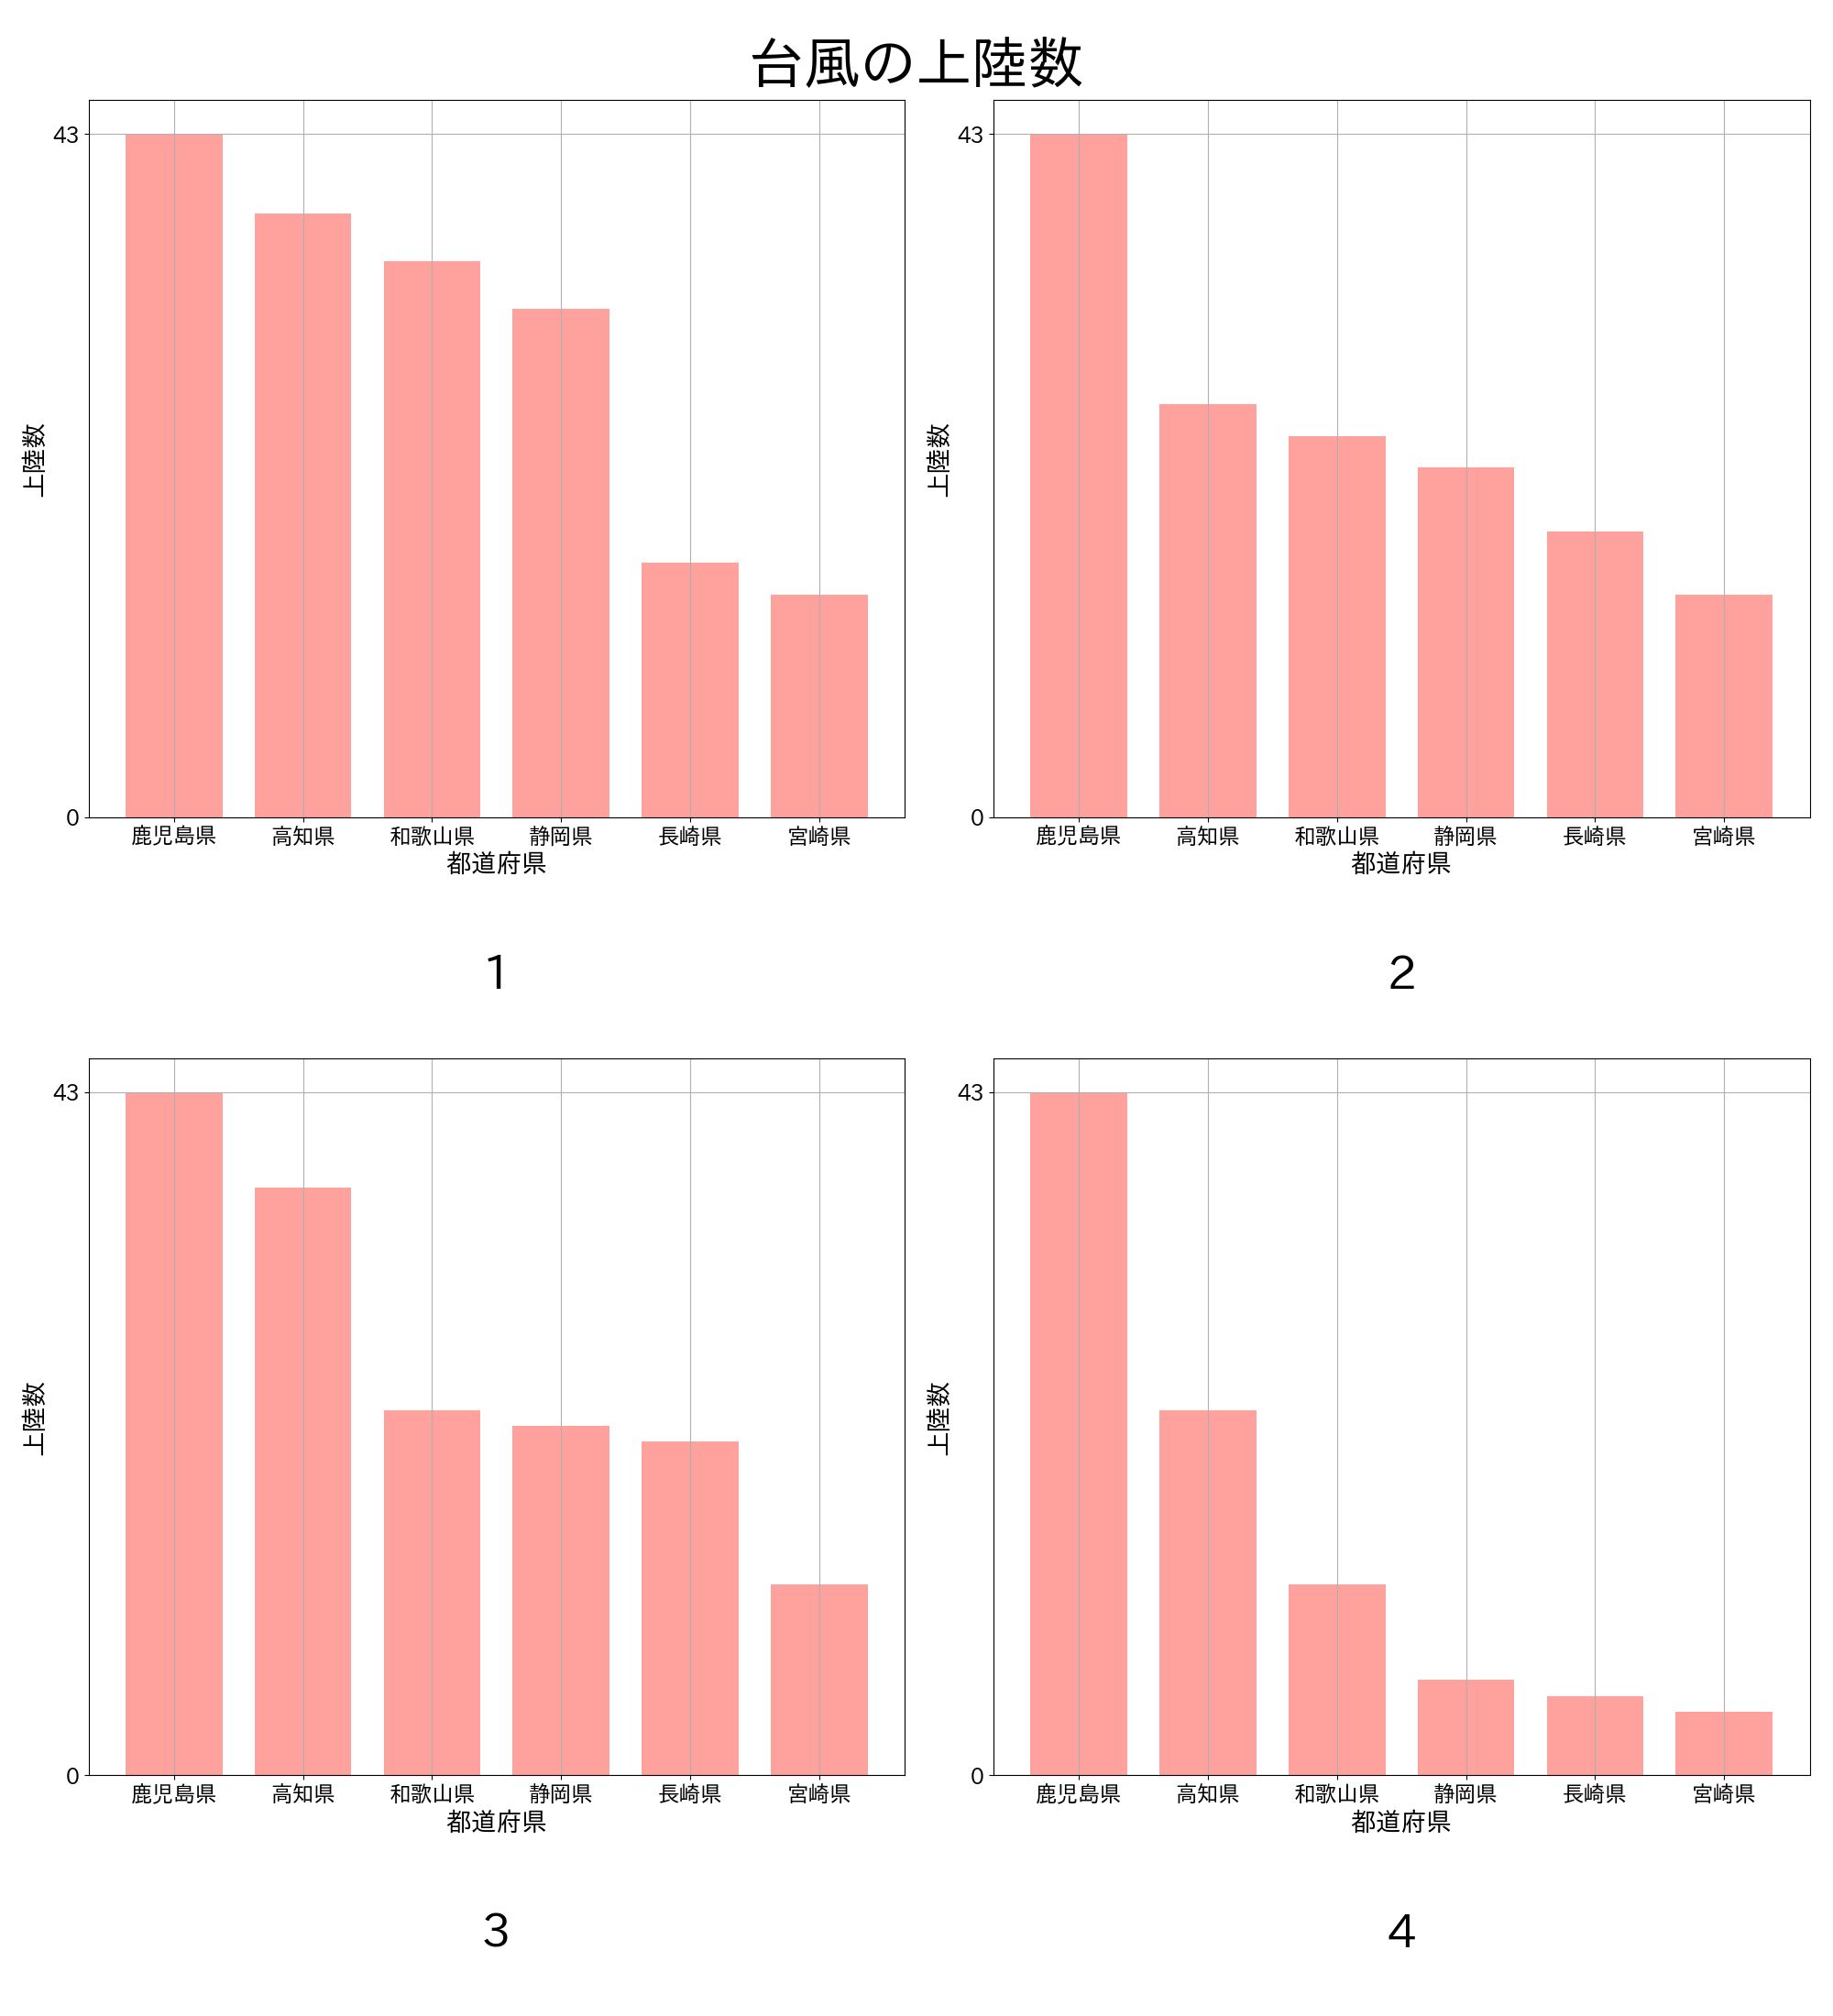 台風の上陸数
43
0
上陸数
鹿児島県 高知県 和歌山県 静岡県 長崎県 宮崎県
都道府県
1
43
0
上陸数
鹿児島県 高知県 和歌山県 静岡県 長崎県 宮崎県
都道府県
2
43
0
上陸数
鹿児島県 高知県 和歌山県 静岡県 長崎県 宮崎県
都道府県
3
43
0
上陸数
鹿児島県 高知県 和歌山県 静岡県 長崎県 宮崎県
都道府県
4